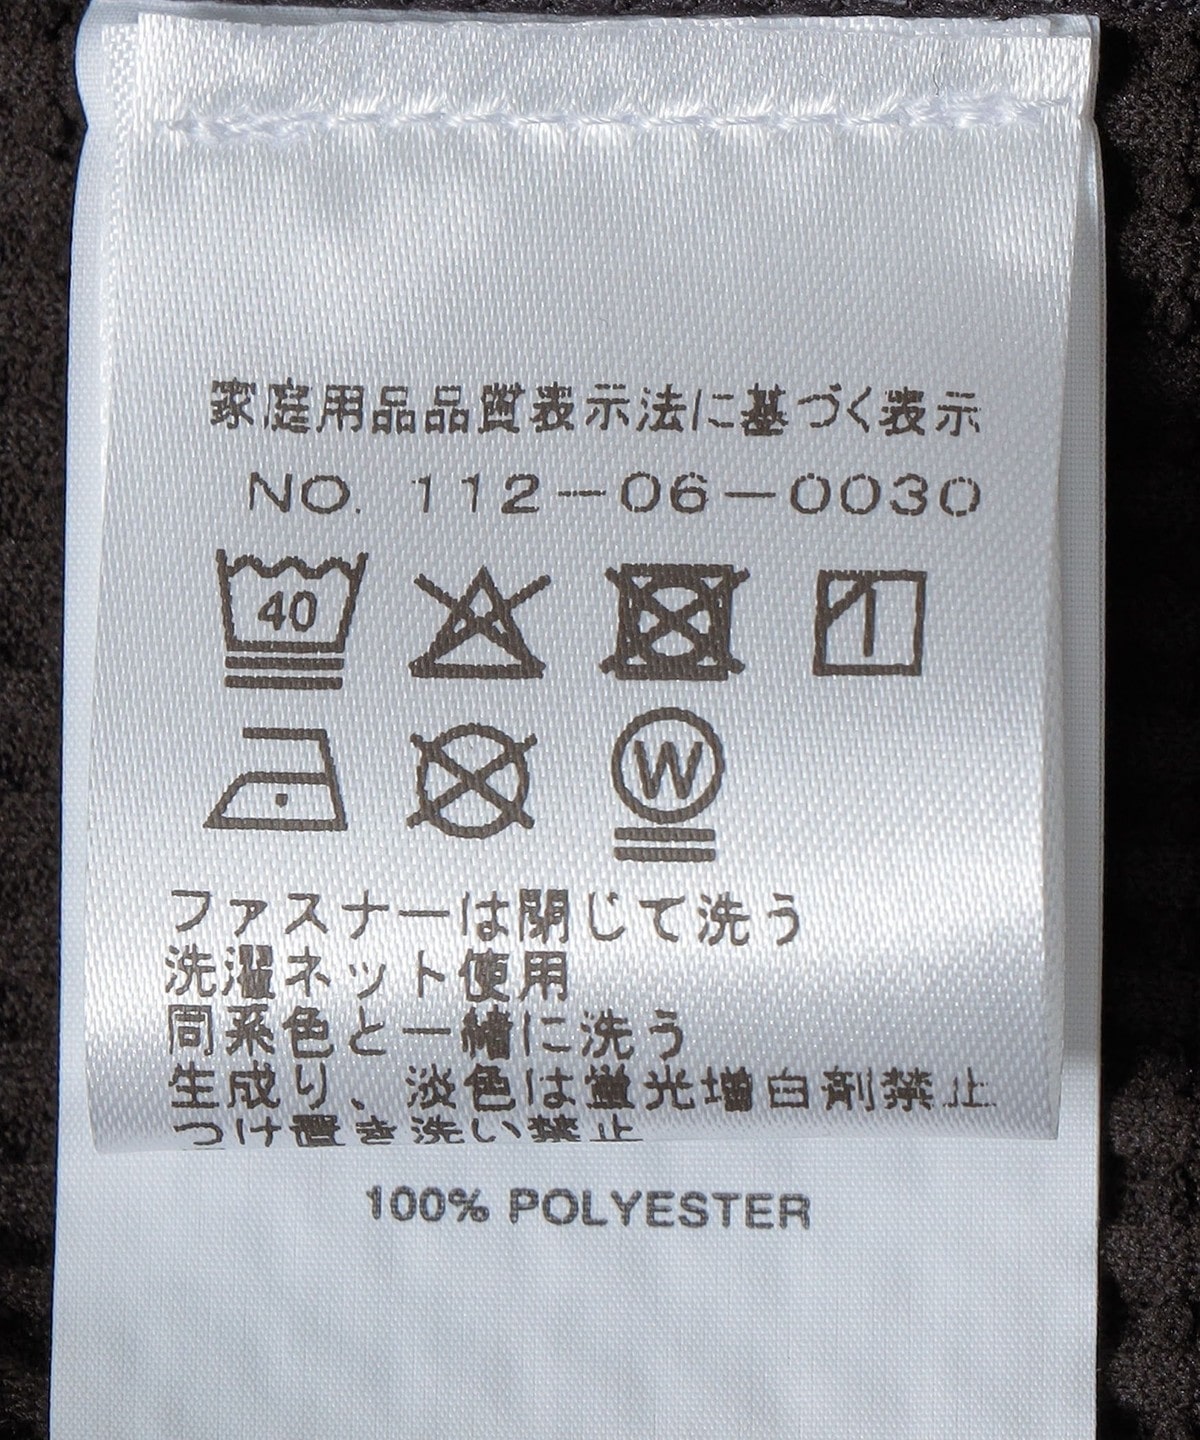 家庭用品品質表示法に基づく表示
NO. 112-06-0030
40
W
ファスナーは閉じて洗う
洗濯ネット使用
同系色と一緒に洗う
生成り、淡色は蛍光増白剤禁止
つけ置き洗い禁止
100% POLYESTER